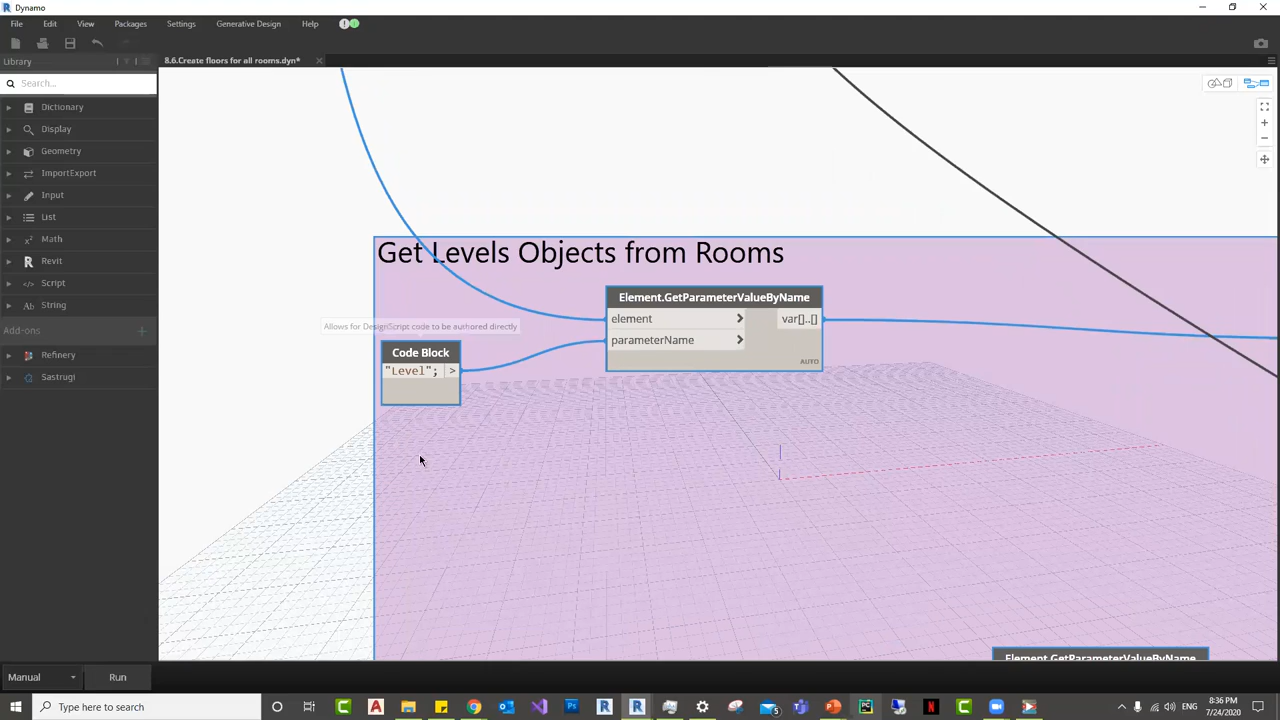 Dynamo
File Edit View Packages Settings Generative Design Help
Library
8.6.Create floors for all rooms.dyn*
Search...
Dictionary
Display
Geometry
ImportExport
Input
List
Math
Revit
Script
String
Add-ons
Refinery
Sastrugi
Get Levels Objects from Rooms
Element.GetParameterValueByName
element > var[]..[]
parameterName >
AUTO
Allows for DesignScript code to be authored directly
Code Block
"Level"; >
Element.GetParameterValueByName
Manual Run
Type here to search
ENG
8:36 PM
7/24/2020